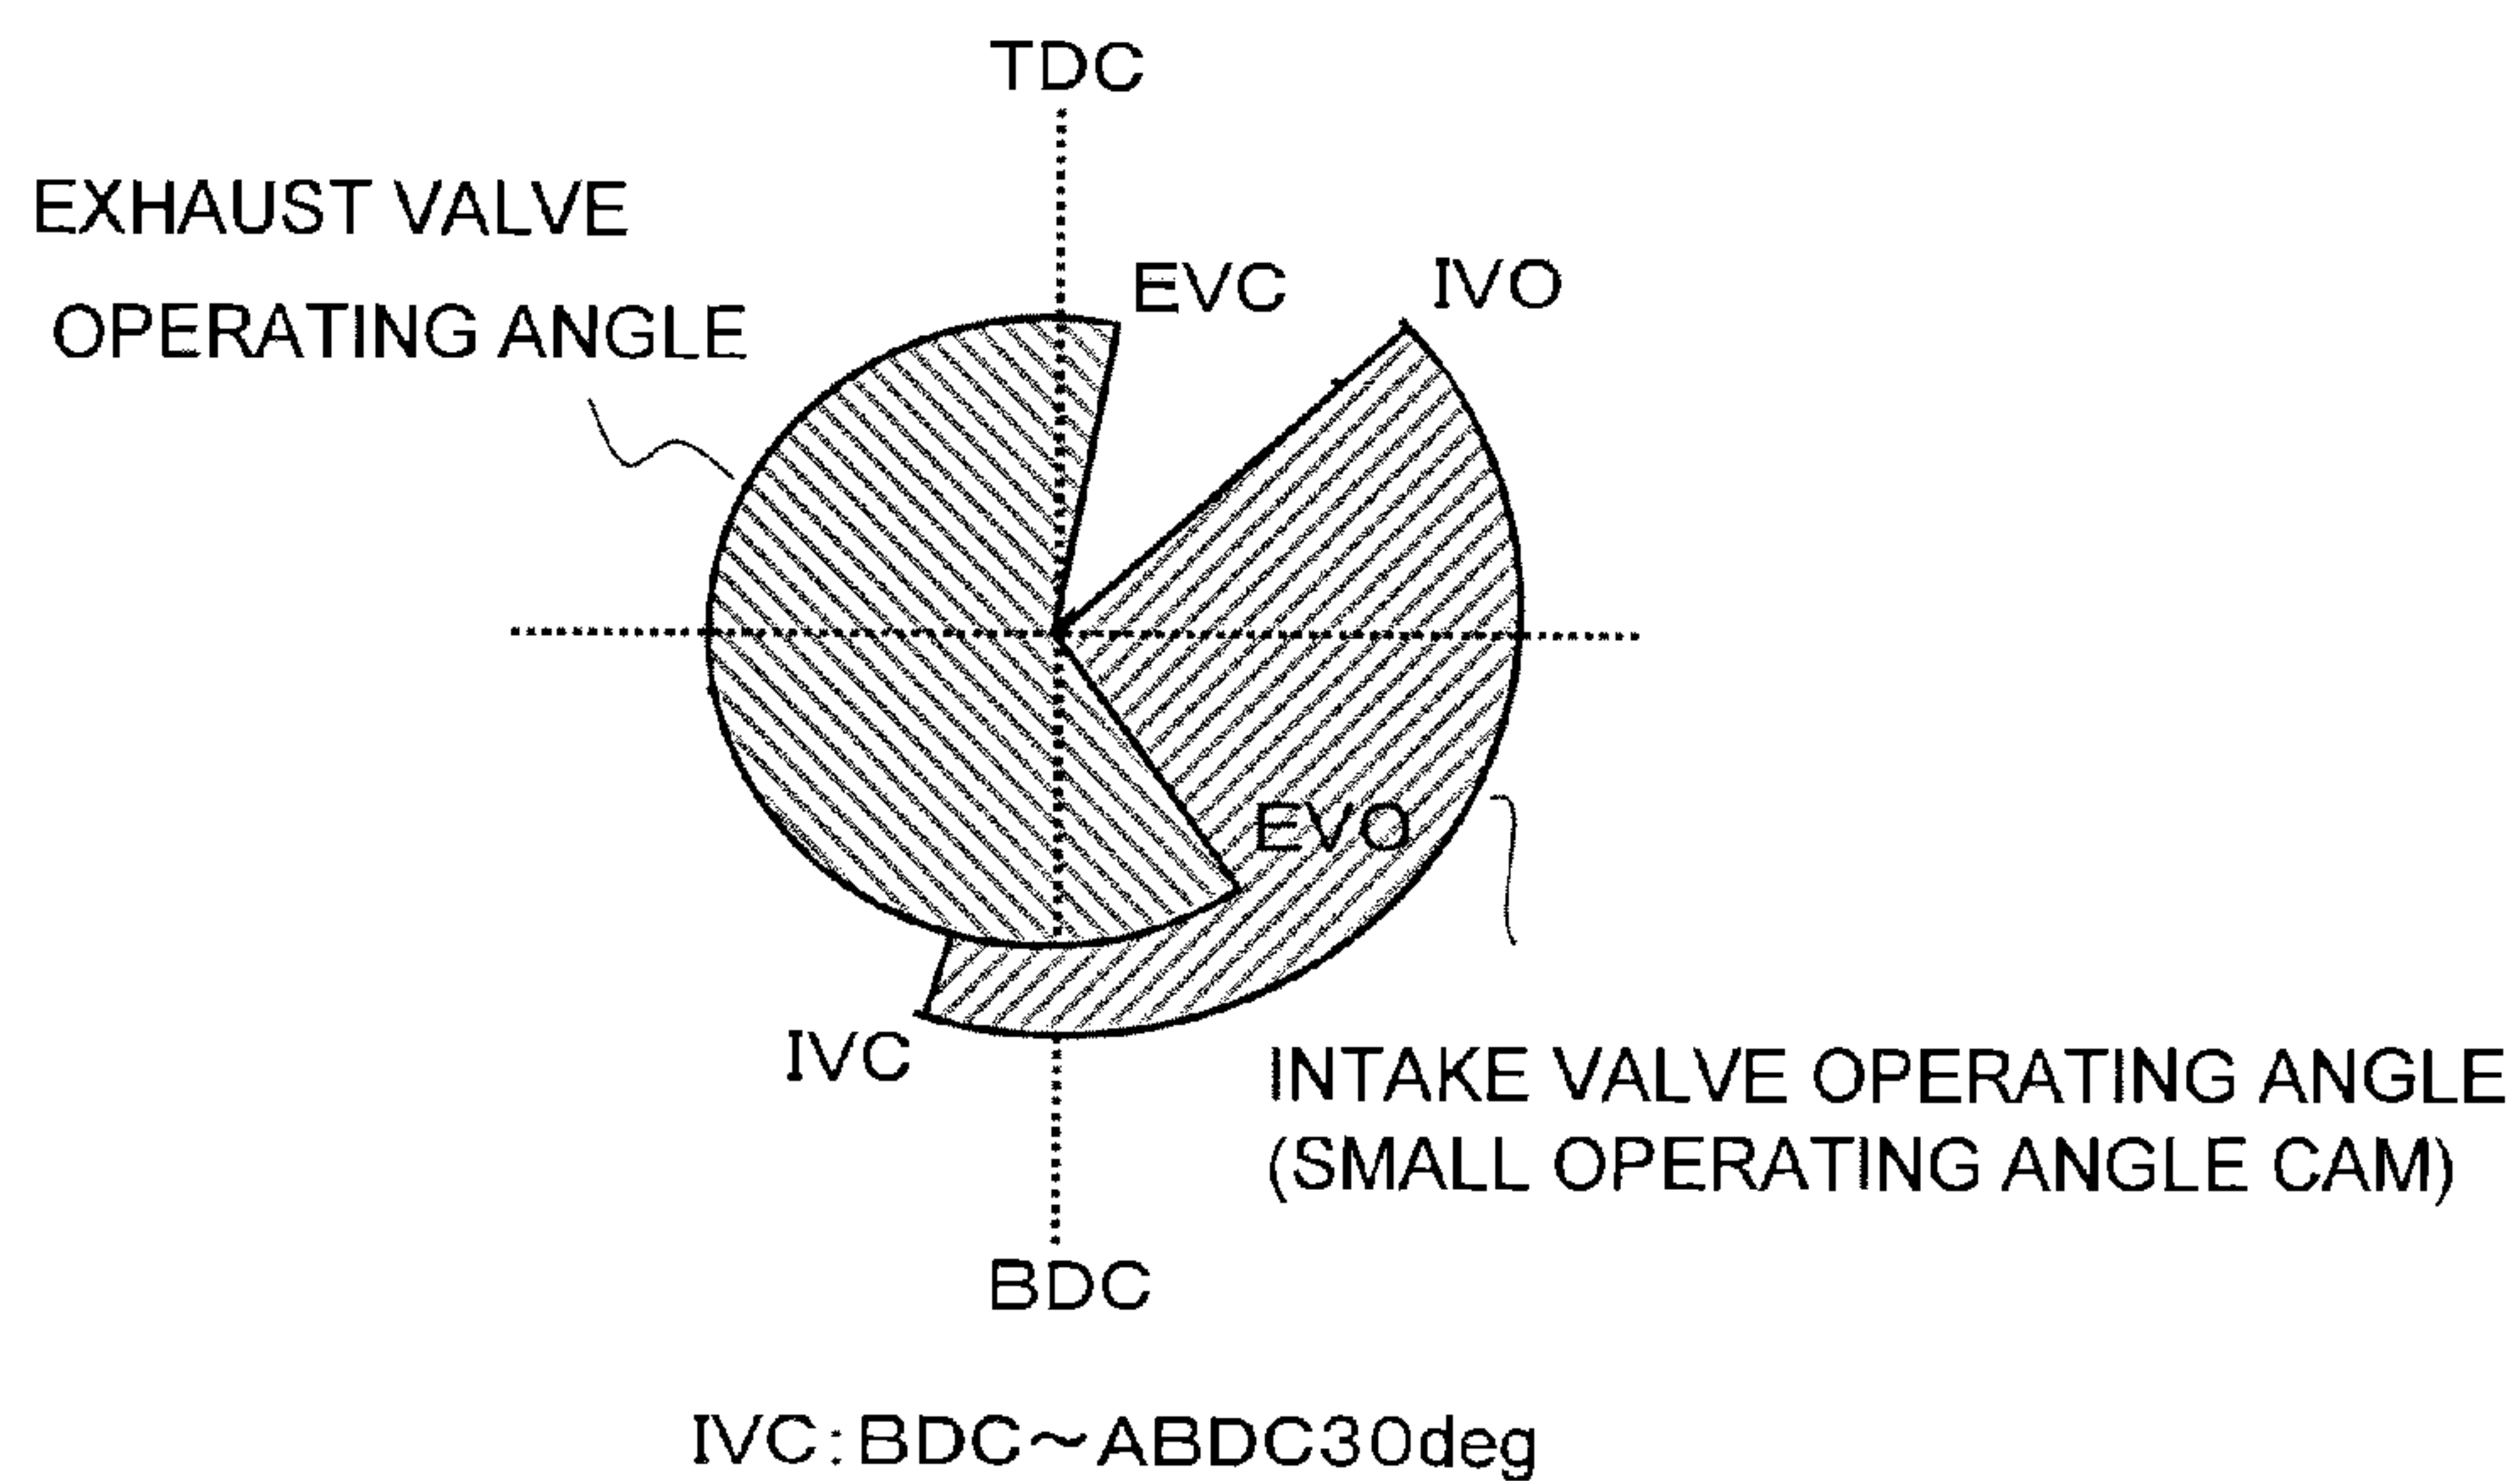 TDC
EXHAUST VALVE
OPERATING ANGLE
EVC
IVO
EVO
IVC
INTAKE VALVE OPERATING ANGLE
(SMALL OPERATING ANGLE CAM)
BDC
IVC:BDC～ABDC30deg